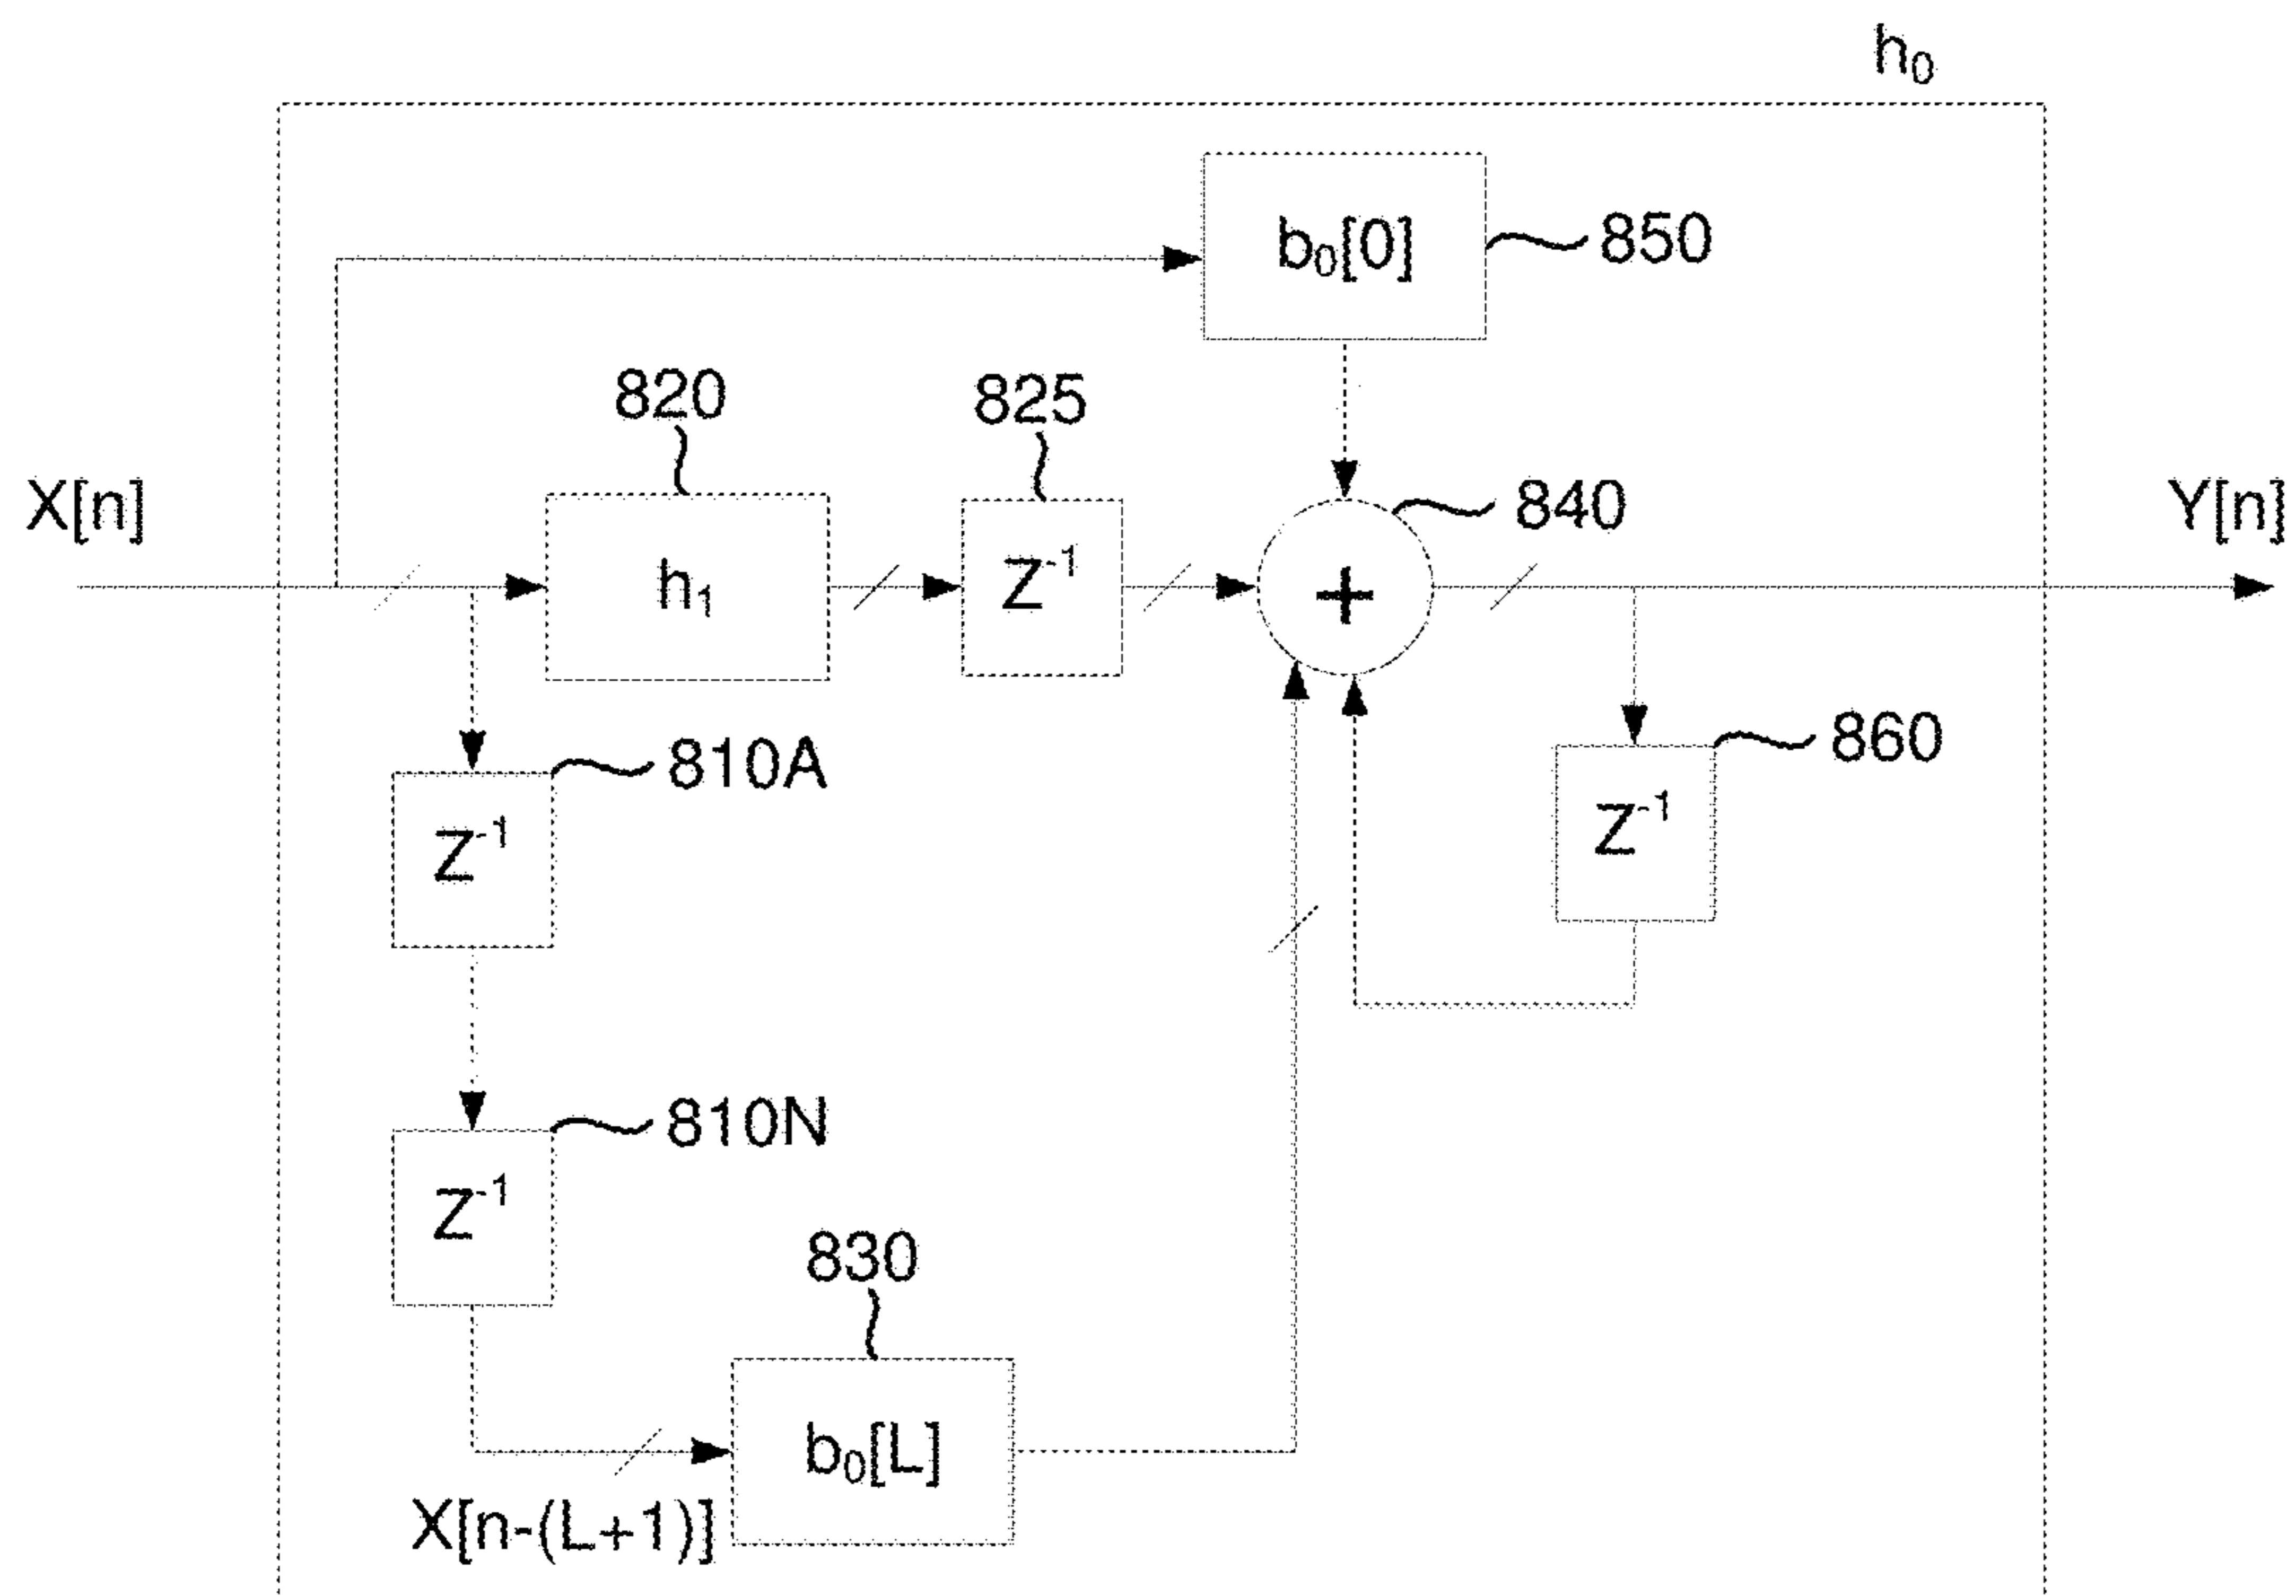 h₀
b₀[0]
850
820
825
X[n]
840
Y[n]
h₁
Z⁻¹
+
810A
860
Z⁻¹
Z⁻¹
810N
Z⁻¹
830
b₀[L]
X[n-(L+1)]